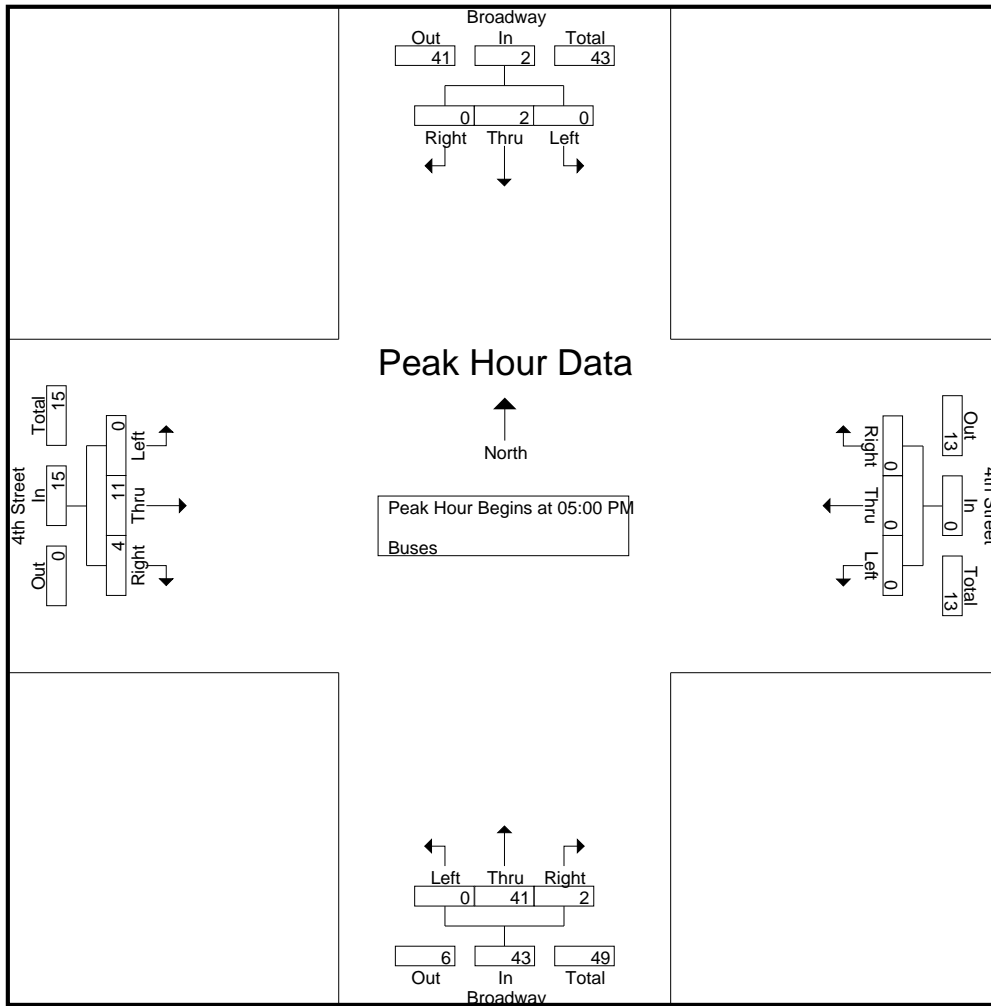 Broadway
Out In Total
41 2 43
0 2 0
Right Thru Left
Peak Hour Data
North
Peak Hour Begins at 05:00 PM
Buses
4th Street
Total In Out
15 15 0
0 11 4
Left Thru Right
4th Street
Out In Total
13 0 13
0 0 0
Right Thru Left
Left Thru Right
0 41 2
6 43 49
Out In Total
Broadway